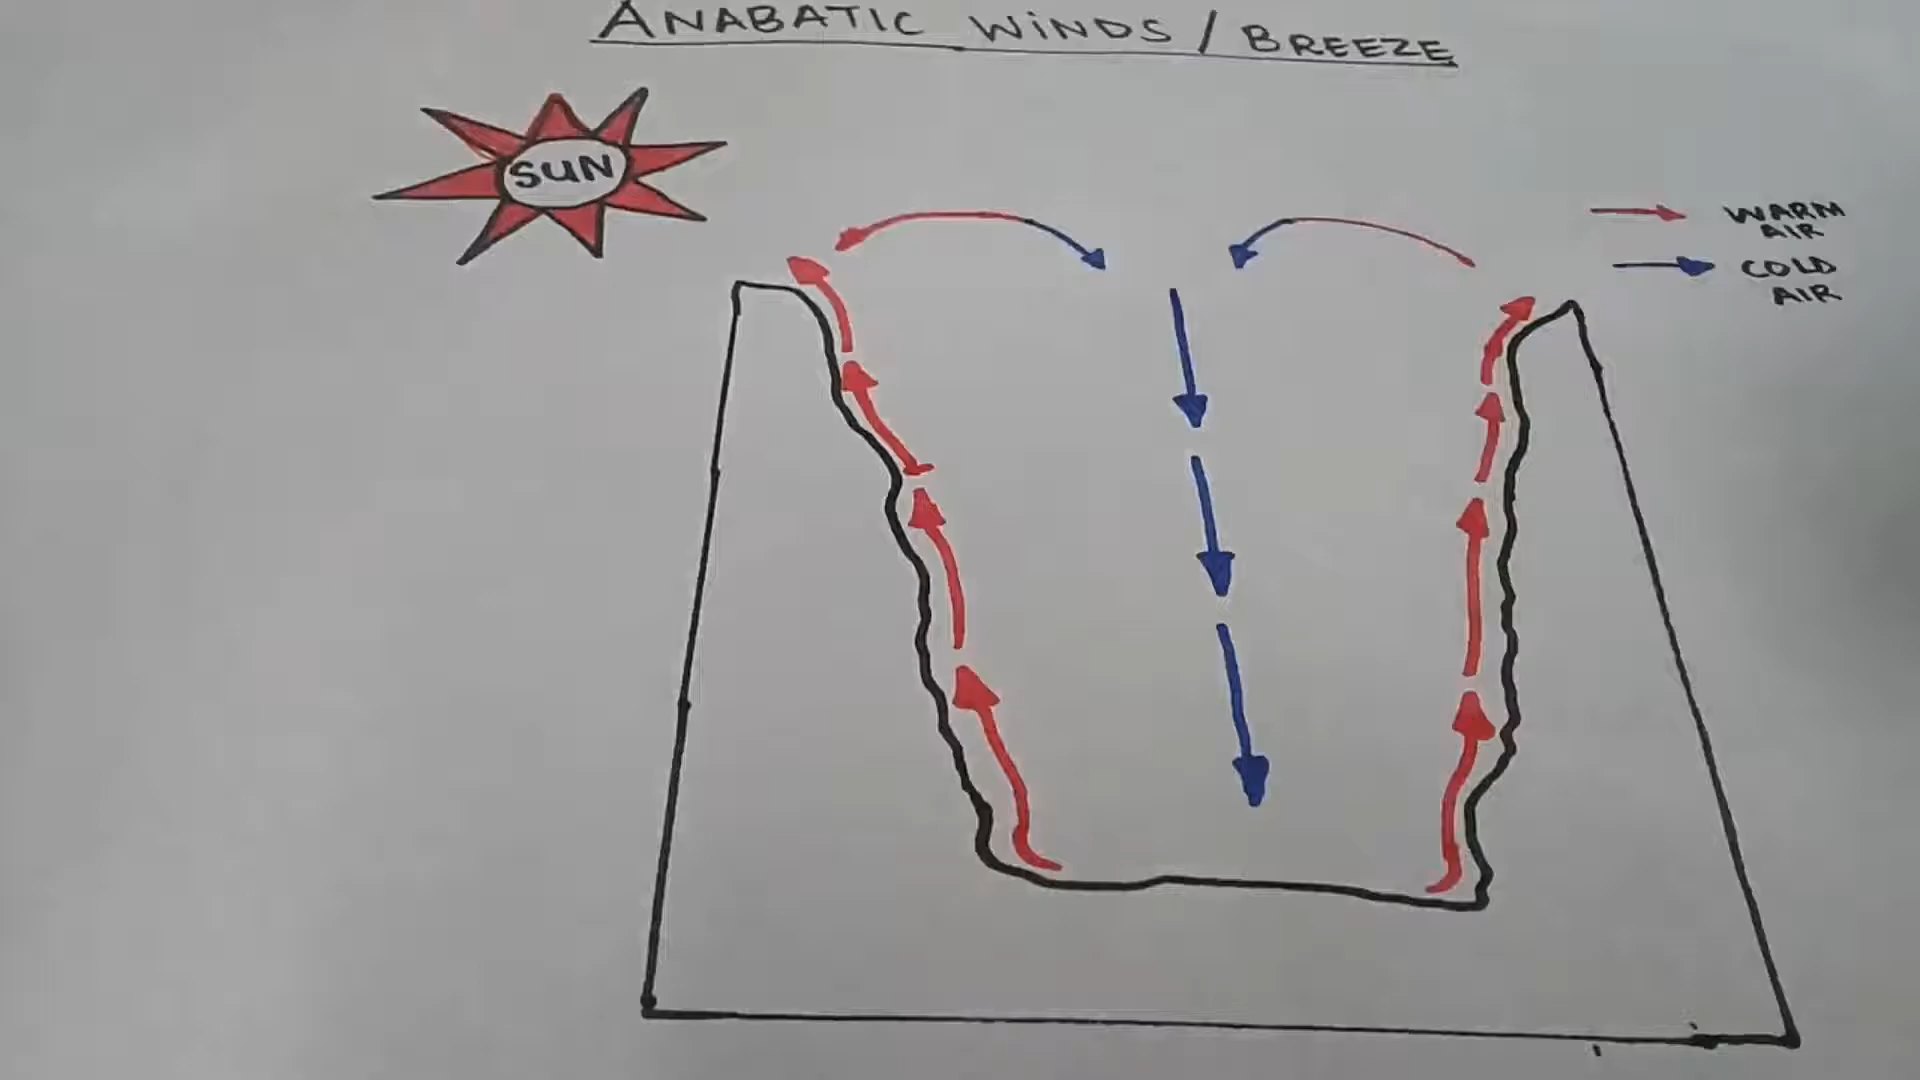 ANABATIC WINDS / BREEZE
SUN
WARM
AIR
COLD
AIR